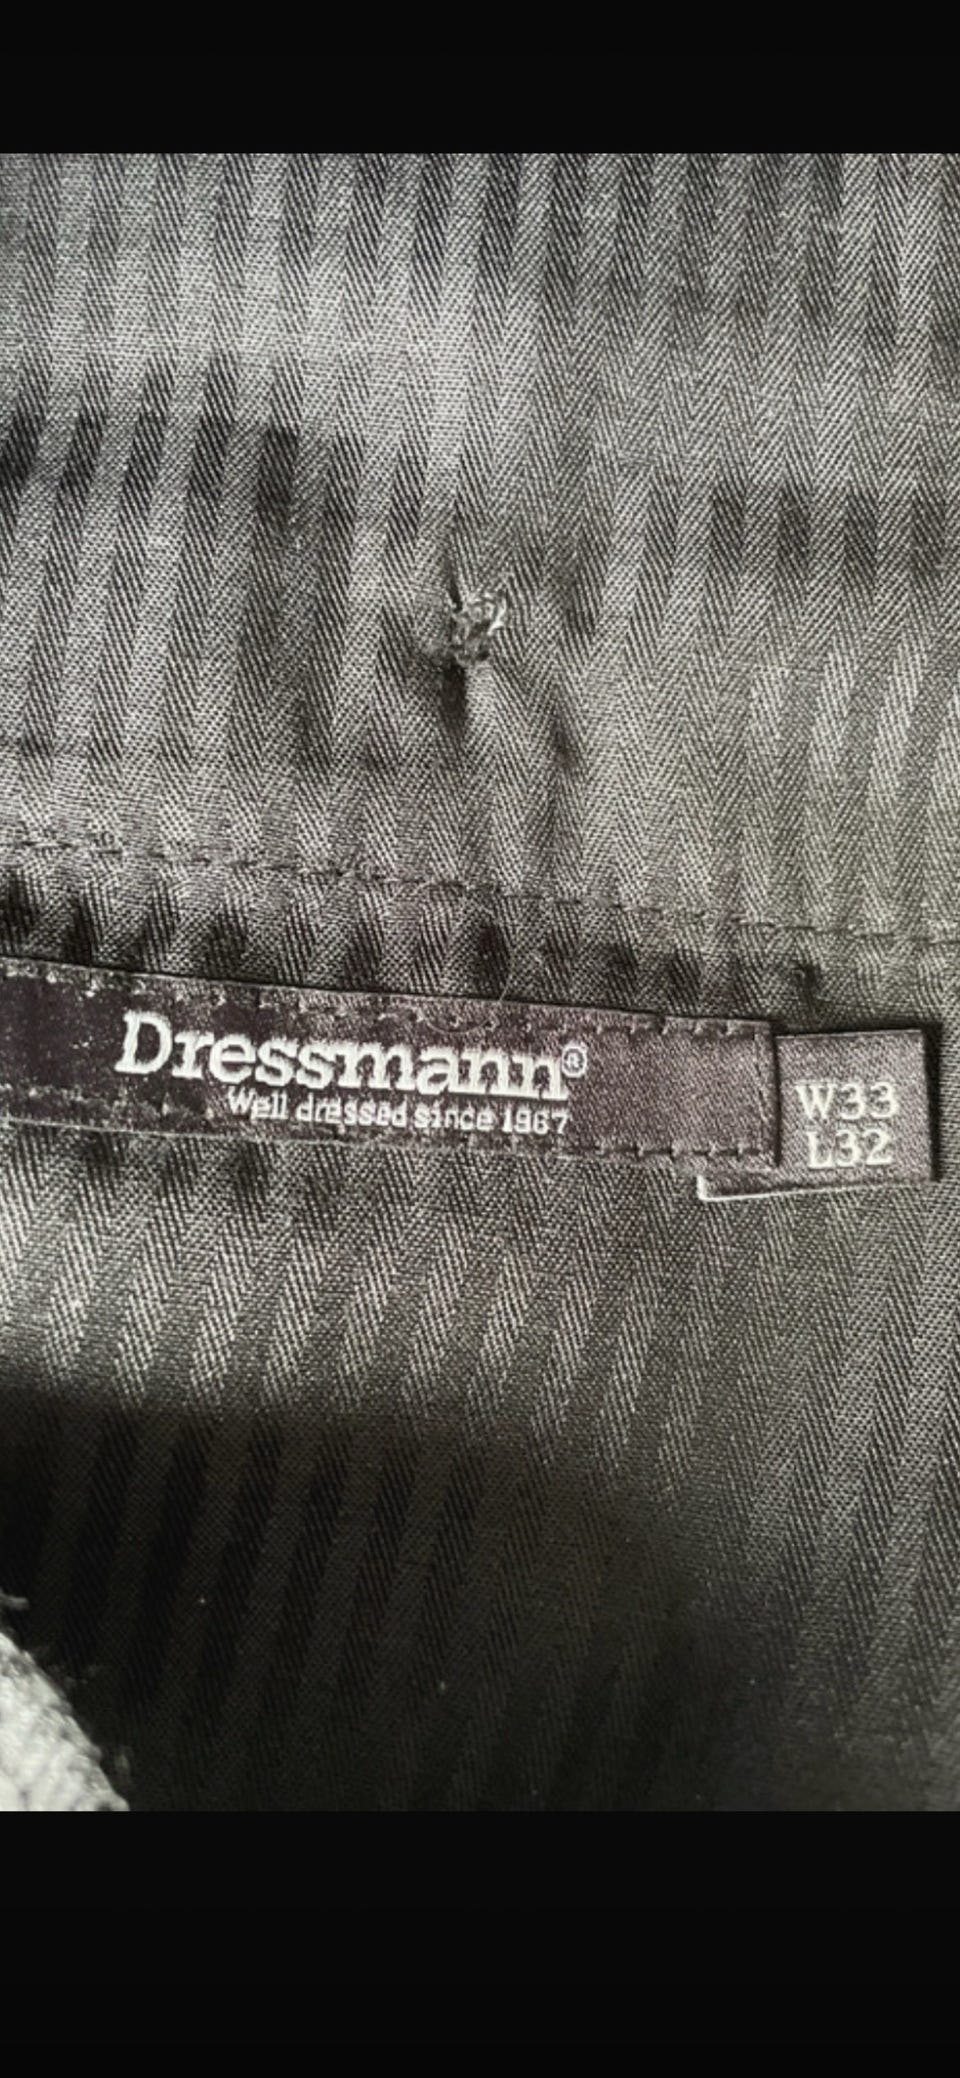 Dressmann®
Well dressed since 1967
W33
L32